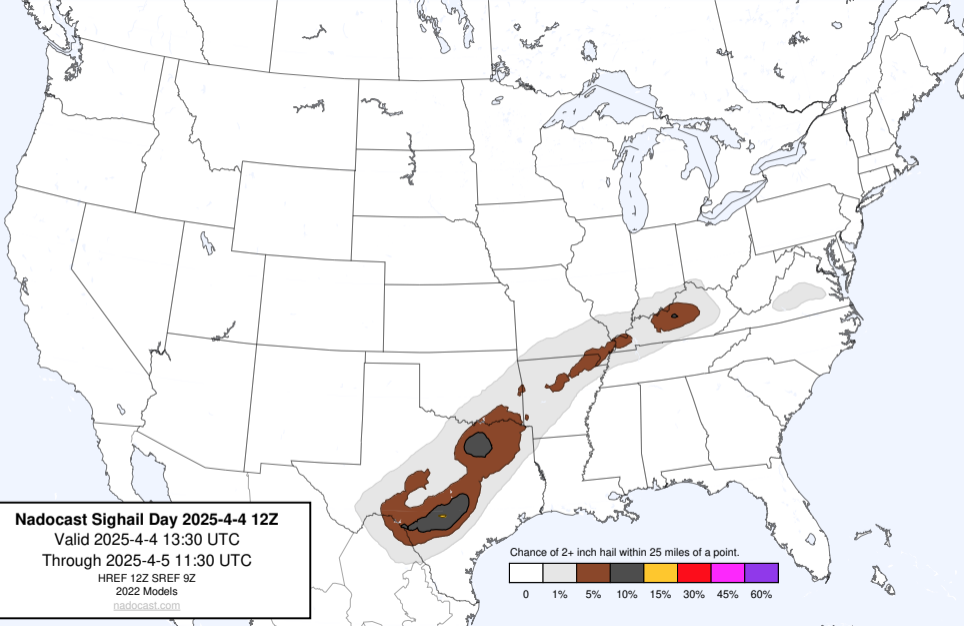 Nadocast Sighail Day 2025-4-4 12Z
Valid 2025-4-4 13:30 UTC
Through 2025-4-5 11:30 UTC
HREF 12Z SREF 9Z
2022 Models
nadocast.com
Chance of 2+ inch hail within 25 miles of a point.
0 1% 5% 10% 15% 30% 45% 60%